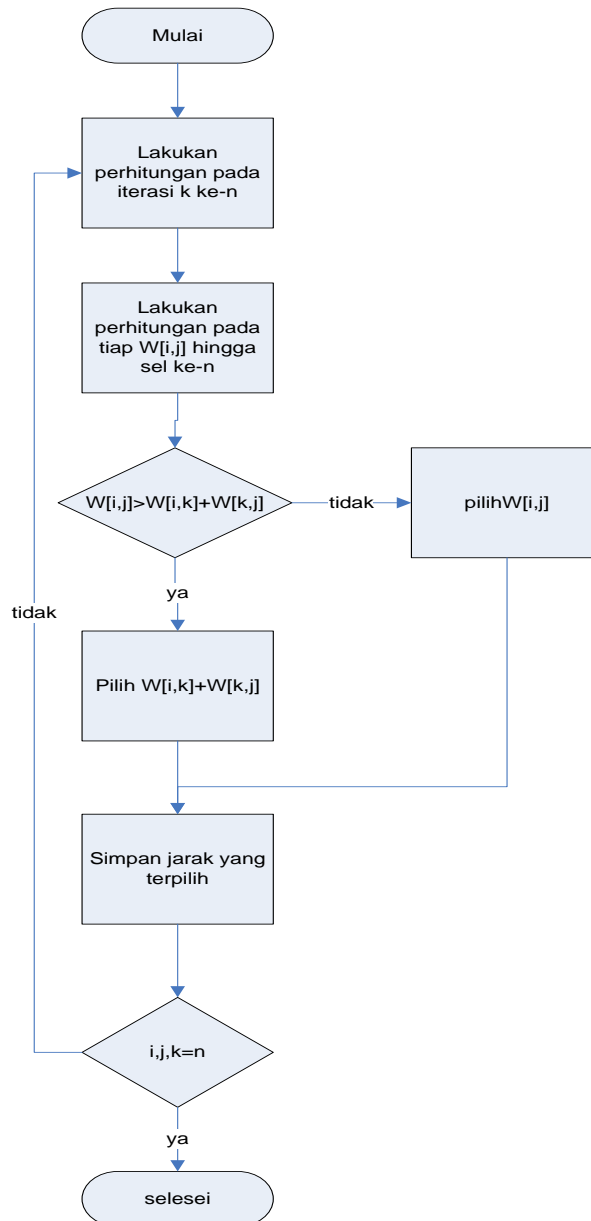 Mulai
Lakukan
perhitungan pada
iterasi k ke-n
Lakukan
perhitungan pada
tiap W[i,j] hingga
sel ke-n
W[i,j]>W[i,k]+W[k,j]
tidak
pilihW[i,j]
ya
tidak
Pilih W[i,k]+W[k,j]
Simpan jarak yang
terpilih
i,j,k=n
ya
selesei